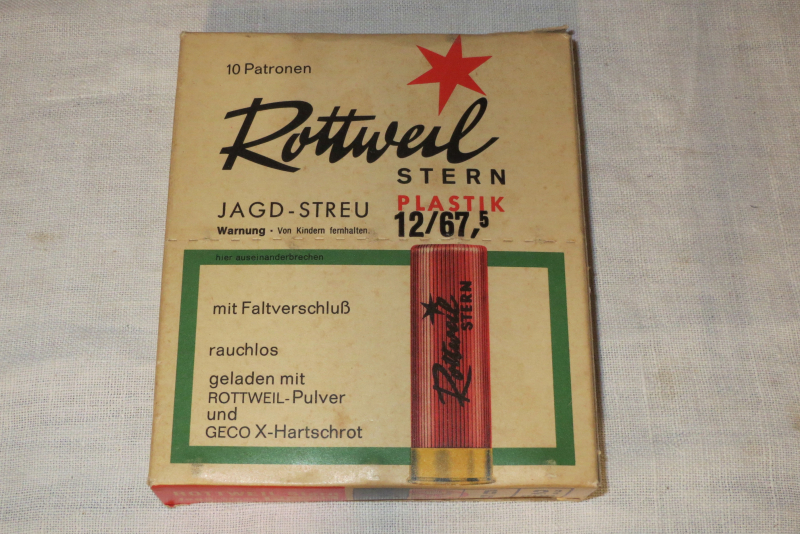 10 Patronen
Rottweil
STERN
JAGD-STREU
PLASTIK
Warnung - Von Kindern fernhalten.
12/67,5
hier auseinanderbrechen
mit Faltverschluß
rauchlos
geladen mit
ROTTWEIL-Pulver
und
GECO X-Hartschrot
Rottweil
STERN